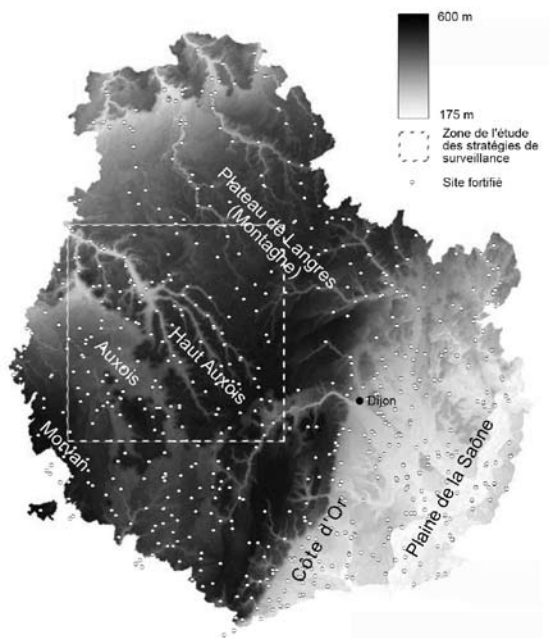 600 m
175 m
Zone de l'étude
des stratégies de
surveillance
Site fortifié
Plateau de Langres
(Montagne)
Haut Auxois
Auxois
Morvan
Dijon
Côte d'Or
Plaine de la Saône